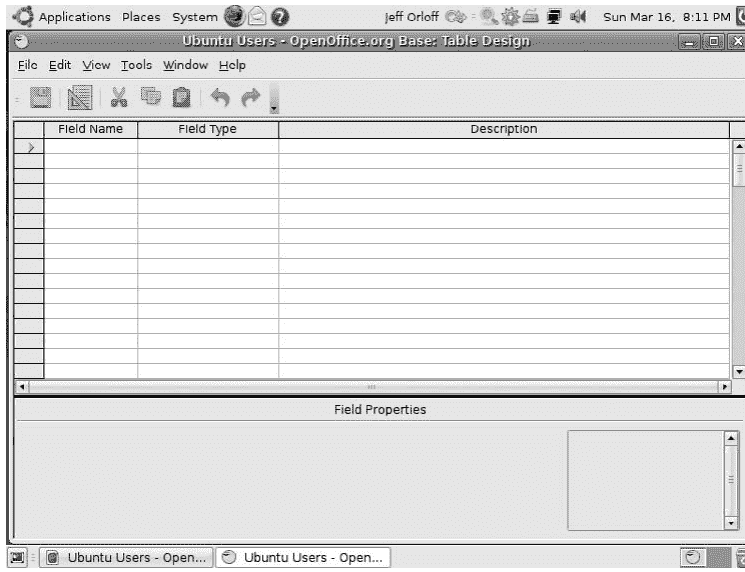 Applications Places System Jeff Orloff Sun Mar 16, 8:11 PM
Ubuntu Users - OpenOffice.org Base: Table Design
File Edit View Tools Window Help
Field Name Field Type Description
Field Properties
Ubuntu Users - Open... Ubuntu Users - Open...